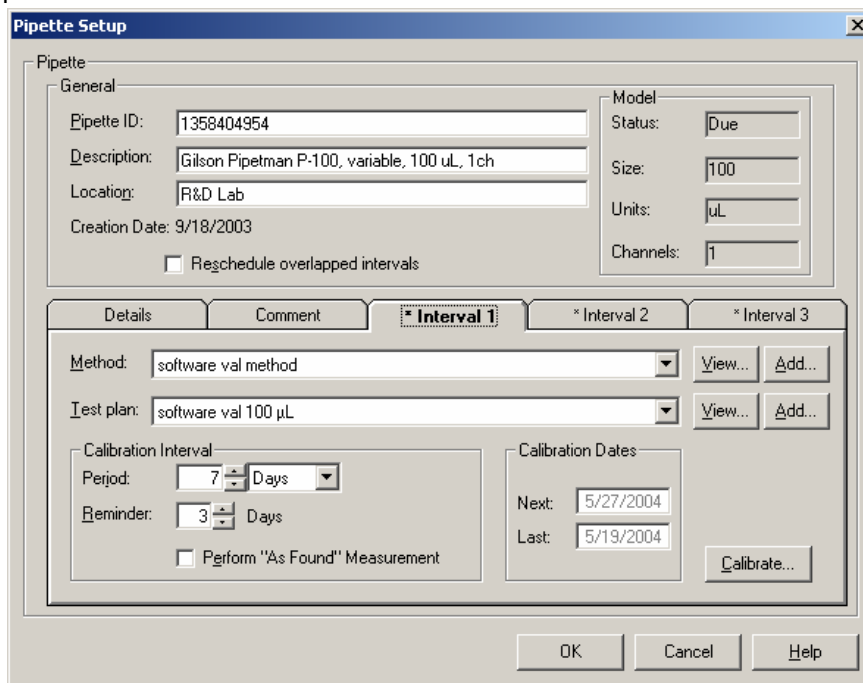 Pipette Setup
Pipette
General
Pipette ID: 1358404954
Description: Gilson Pipetman P-100, variable, 100 uL, 1ch
Location: R&D Lab
Creation Date: 9/18/2003
Reschedule overlapped intervals
Model
Status: Due
Size: 100
Units: uL
Channels: 1
Details Comment * Interval 1 * Interval 2 * Interval 3
Method: software val method View... Add...
Test plan: software val 100 µL View... Add...
Calibration Interval
Period: 7 Days
Reminder: 3 Days
Perform "As Found" Measurement
Calibration Dates
Next: 5/27/2004
Last: 5/19/2004
Calibrate...
OK Cancel Help